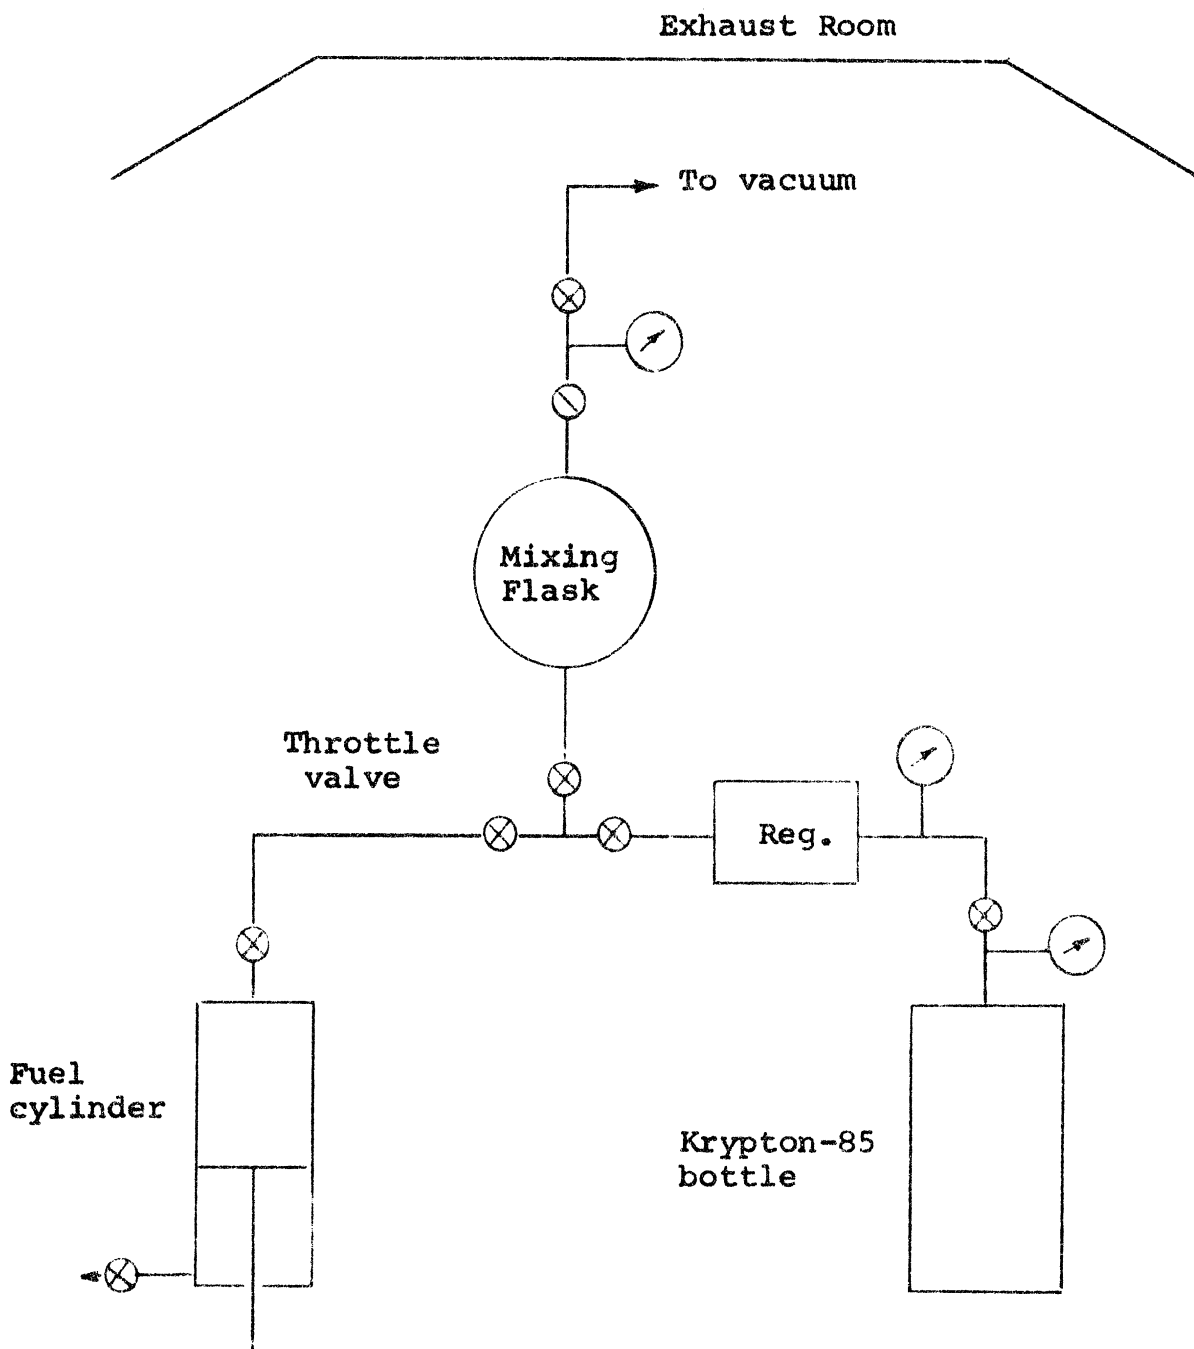 Exhaust Room
To vacuum
Mixing
Flask
Throttle
valve
Reg.
Fuel
cylinder
Krypton-85
bottle